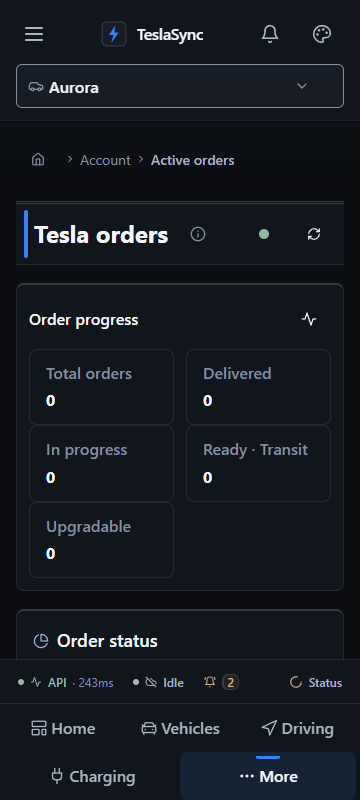 TeslaSync
Aurora
Account
Active orders
Tesla orders
Order progress
Total orders
0
Delivered
0
In progress
0
Ready · Transit
0
Upgradable
0
Order status
API · 243ms
Idle
2
Status
Home
Vehicles
Driving
Charging
More